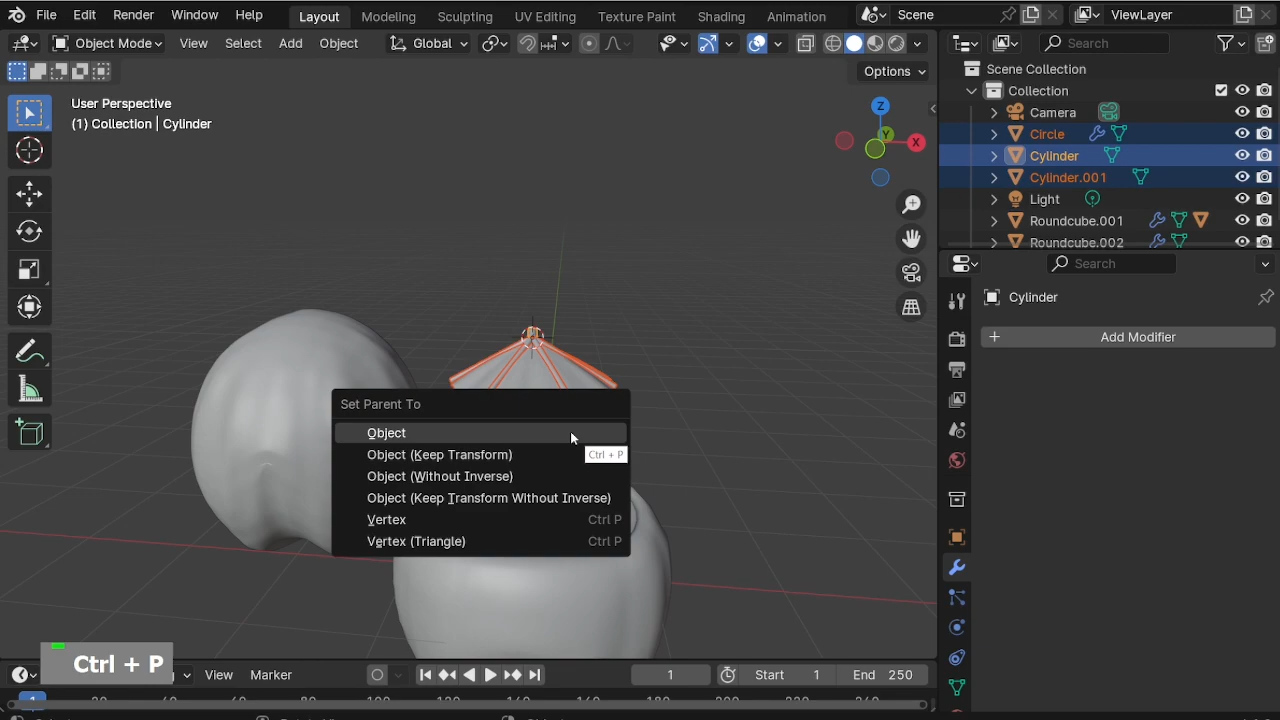 File Edit Render Window Help Layout Modeling Sculpting UV Editing Texture Paint Shading Animation Scene ViewLayer
Object Mode View Select Add Object Global Search
Options
User Perspective
(1) Collection | Cylinder
Z
Y
X
Scene Collection
Collection
Camera
Circle
Cylinder
Cylinder.001
Light
Roundcube.001
Roundcube.002
Search
Cylinder
+ Add Modifier
Set Parent To
Object
Object (Keep Transform)
Ctrl + P
Object (Without Inverse)
Object (Keep Transform Without Inverse)
Vertex Ctrl P
Vertex (Triangle) Ctrl P
Ctrl + P
View Marker 1 Start 1 End 250
1